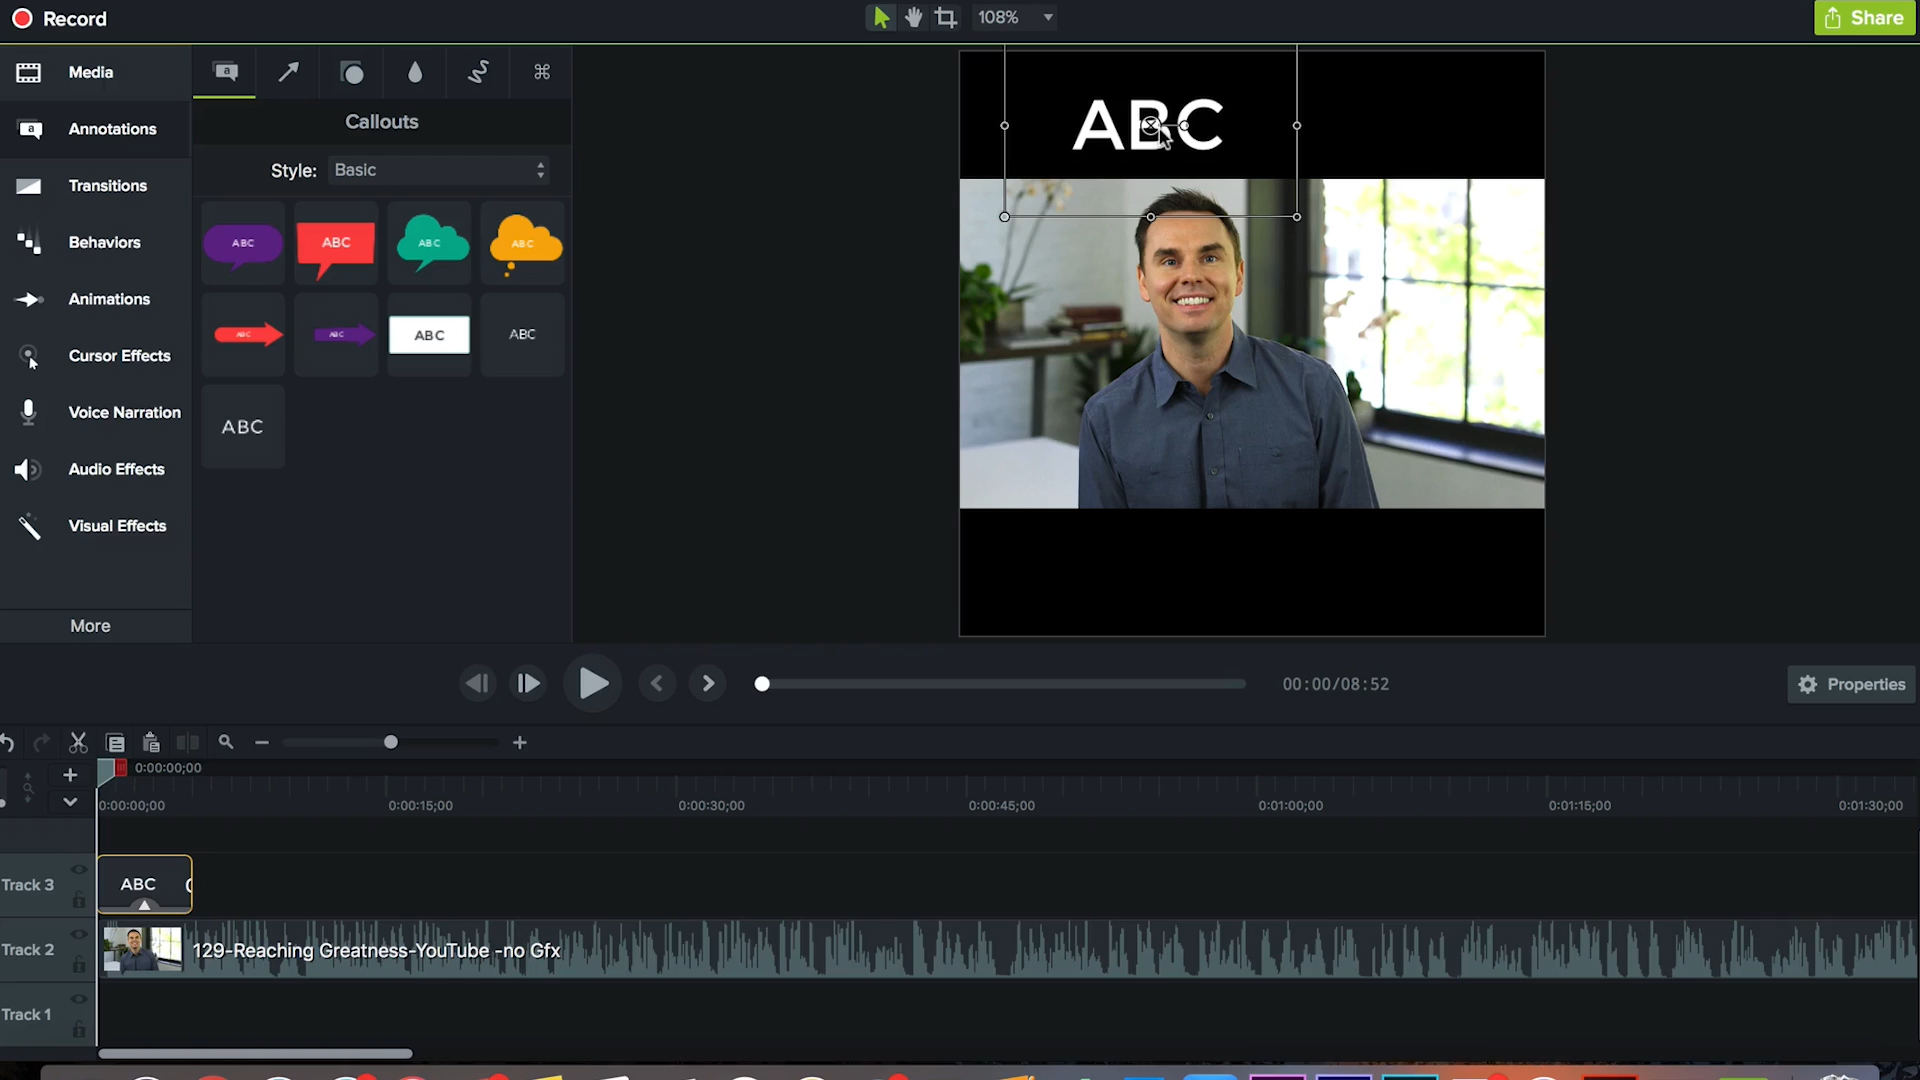 Record
108%
Share
Media
Annotations
Transitions
Behaviors
Animations
Cursor Effects
Voice Narration
Audio Effects
Visual Effects
More
a
a
⌘
Callouts
Style: Basic
ABC ABC ABC ABC
ABC ABC ABC ABC
ABC
ABC
00:00/08:52
Properties
0:00:00;00
0:00:00;00 0:00:15;00 0:00:30;00 0:00:45;00 0:01:00;00 0:01:15;00 0:01:30;00
Track 3
ABC
Track 2
129-Reaching Greatness-YouTube -no Gfx
Track 1